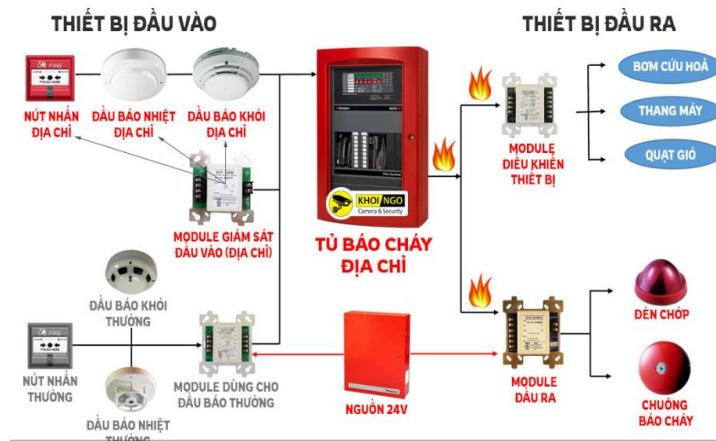 THIẾT BỊ ĐẦU VÀO
THIẾT BỊ ĐẦU RA
FIRE
NÚT NHẤN
ĐỊA CHỈ
ĐẦU BÁO NHIỆT
ĐỊA CHỈ
ĐẦU BÁO KHÓI
ĐỊA CHỈ
MODULE GIÁM SÁT
ĐẦU VÀO (ĐỊA CHỈ)
KHOI NGO
Camera & Security
TỦ BÁO CHÁY
ĐỊA CHỈ
MODULE
ĐIỀU KHIỂN
THIẾT BỊ
BƠM CỨU HOẢ
THANG MÁY
QUẠT GIÓ
ĐẦU BÁO KHÓI
THƯỜNG
FIRE
NÚT NHẤN
THƯỜNG
ĐẦU BÁO NHIỆT
THƯỜNG
MODULE DÙNG CHO
ĐẦU BÁO THƯỜNG
NGUỒN 24V
MODULE
ĐẦU RA
ĐÈN CHỚP
CHUÔNG
BÁO CHÁY